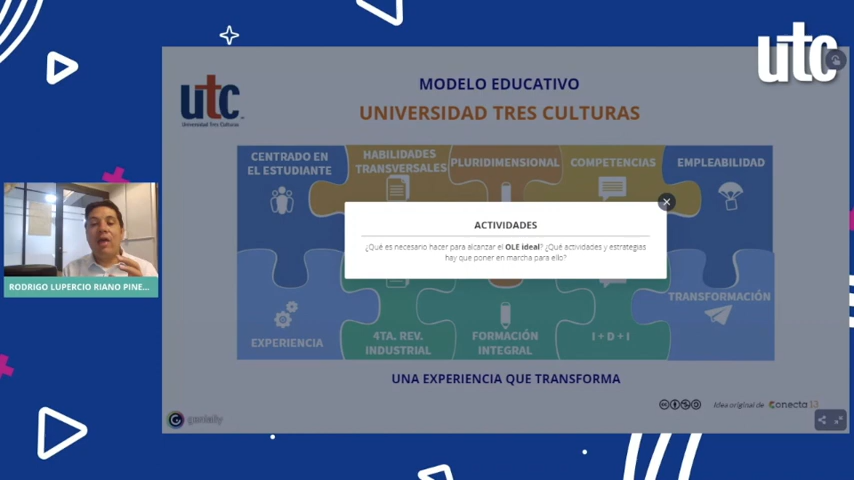 utc
utc
Universidad Tres Culturas
MODELO EDUCATIVO
UNIVERSIDAD TRES CULTURAS
CENTRADO EN
EL ESTUDIANTE
HABILIDADES
TRANSVERSALES
PLURIDIMENSIONAL
COMPETENCIAS
EMPLEABILIDAD
ACTIVIDADES
¿Qué es necesario hacer para alcanzar el OLE ideal? ¿Qué actividades y estrategias
hay que poner en marcha para ello?
RODRIGO LUPERCIO RIANO PINE...
EXPERIENCIA
4TA. REV.
INDUSTRIAL
FORMACIÓN
INTEGRAL
I + D + I
TRANSFORMACIÓN
UNA EXPERIENCIA QUE TRANSFORMA
genially
Idea original de Conecta 13